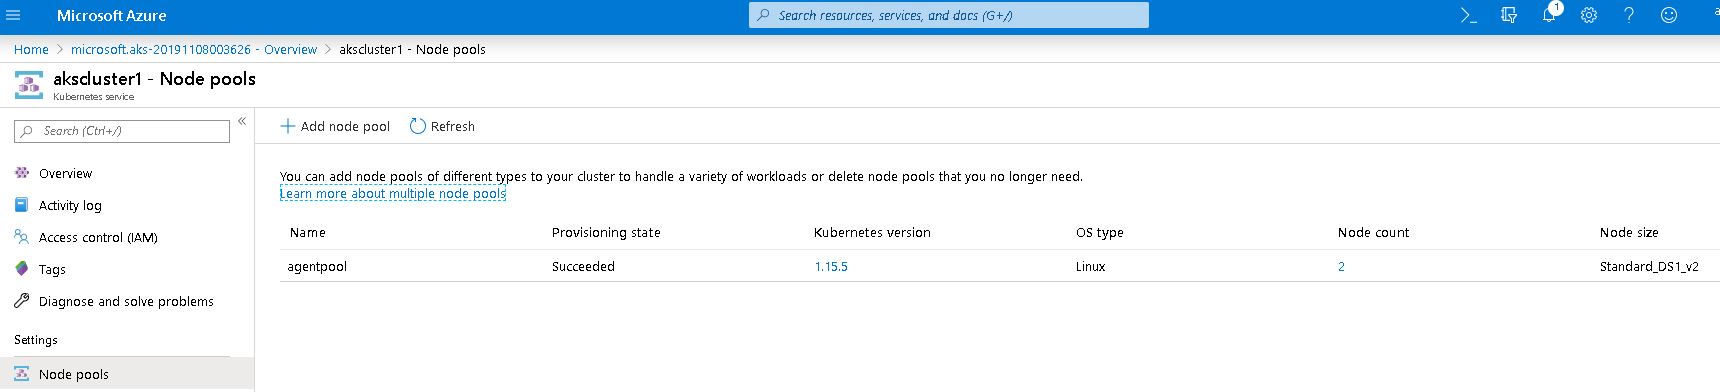 Microsoft Azure
Search resources, services, and docs (G+/)
1
Home > microsoft.aks-20191108003626 - Overview > akscluster1 - Node pools
akscluster1 - Node pools
Kubernetes service
Search (Ctrl+/)
«
Overview
Activity log
Access control (IAM)
Tags
Diagnose and solve problems
Settings
Node pools
+ Add node pool Refresh
You can add node pools of different types to your cluster to handle a variety of workloads or delete node pools that you no longer need.
Learn more about multiple node pools
Name Provisioning state Kubernetes version OS type Node count Node size
agentpool Succeeded 1.15.5 Linux 2 Standard_DS1_v2